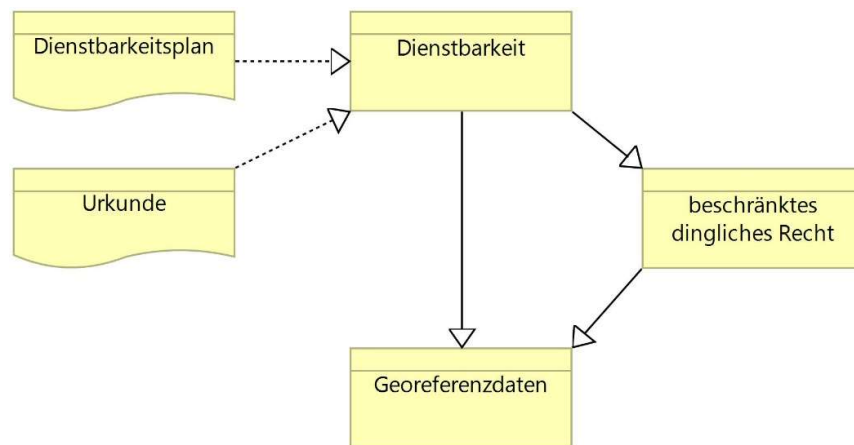 Dienstbarkeitsplan
Dienstbarkeit
Urkunde
beschränktes
dingliches Recht
Georeferenzdaten